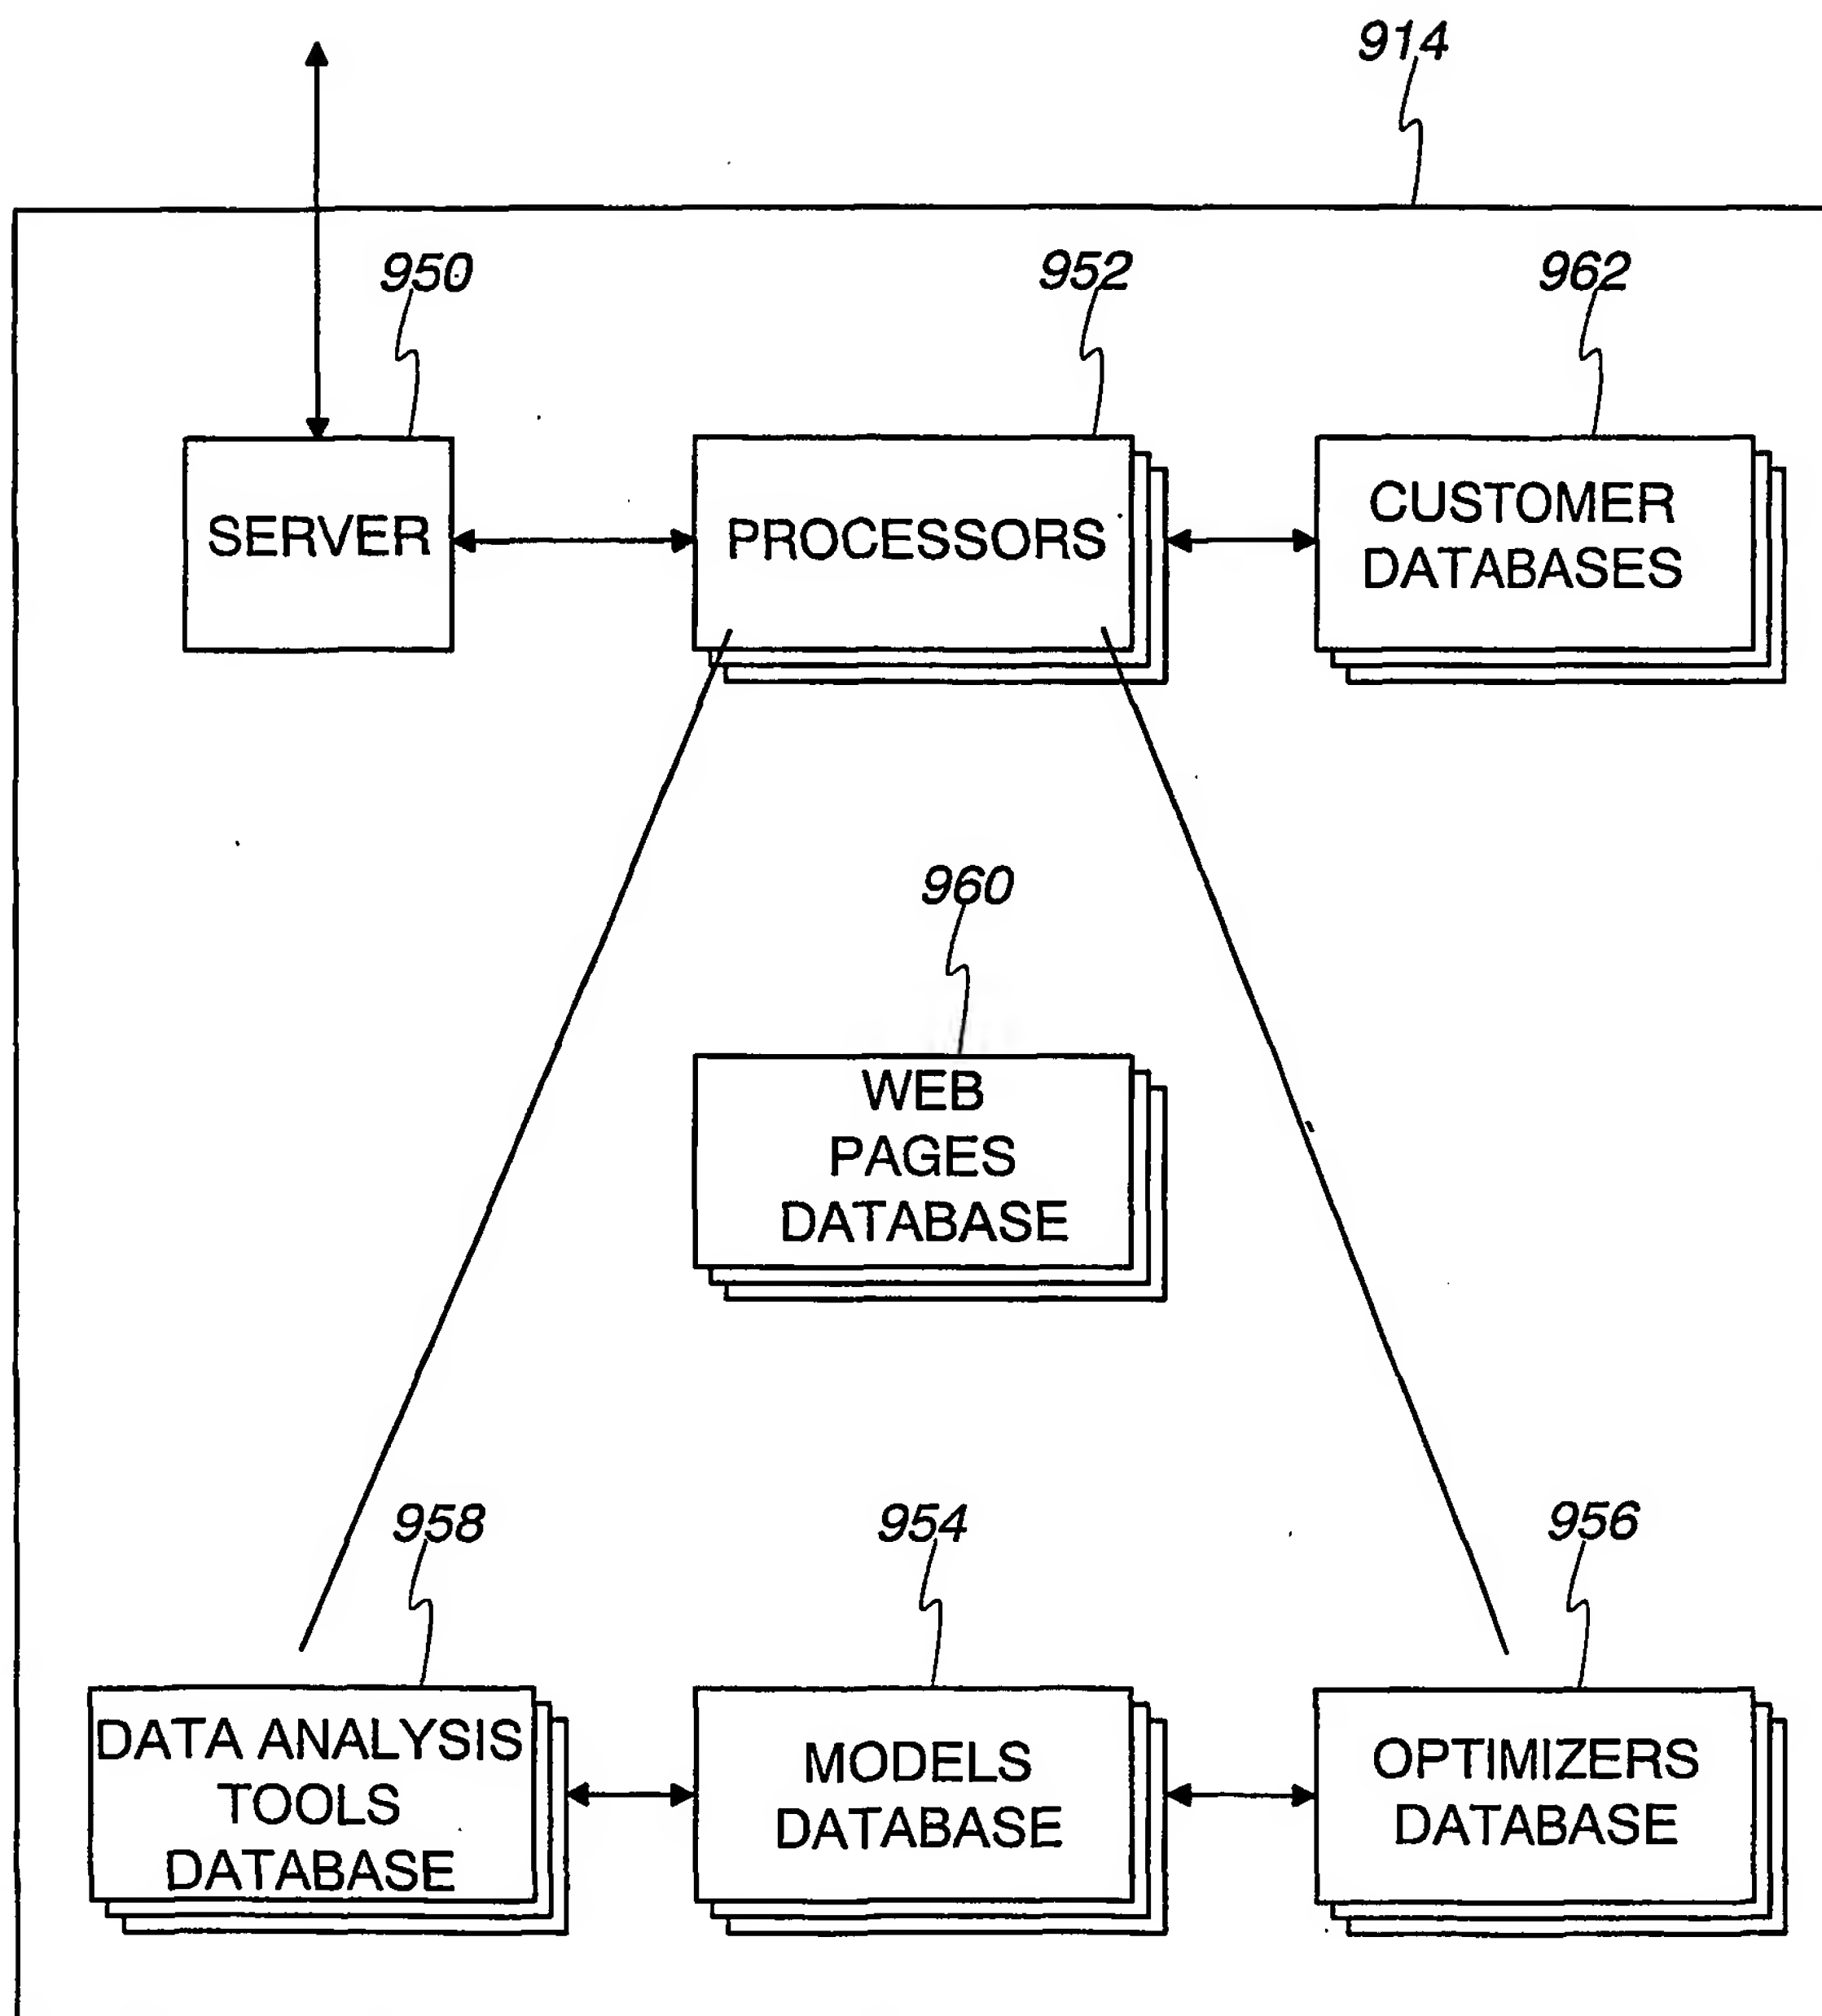 914
950
952
962
SERVER
PROCESSORS
CUSTOMER
DATABASES
960
WEB
PAGES
DATABASE
958
954
956
DATA ANALYSIS
TOOLS
DATABASE
MODELS
DATABASE
OPTIMIZERS
DATABASE